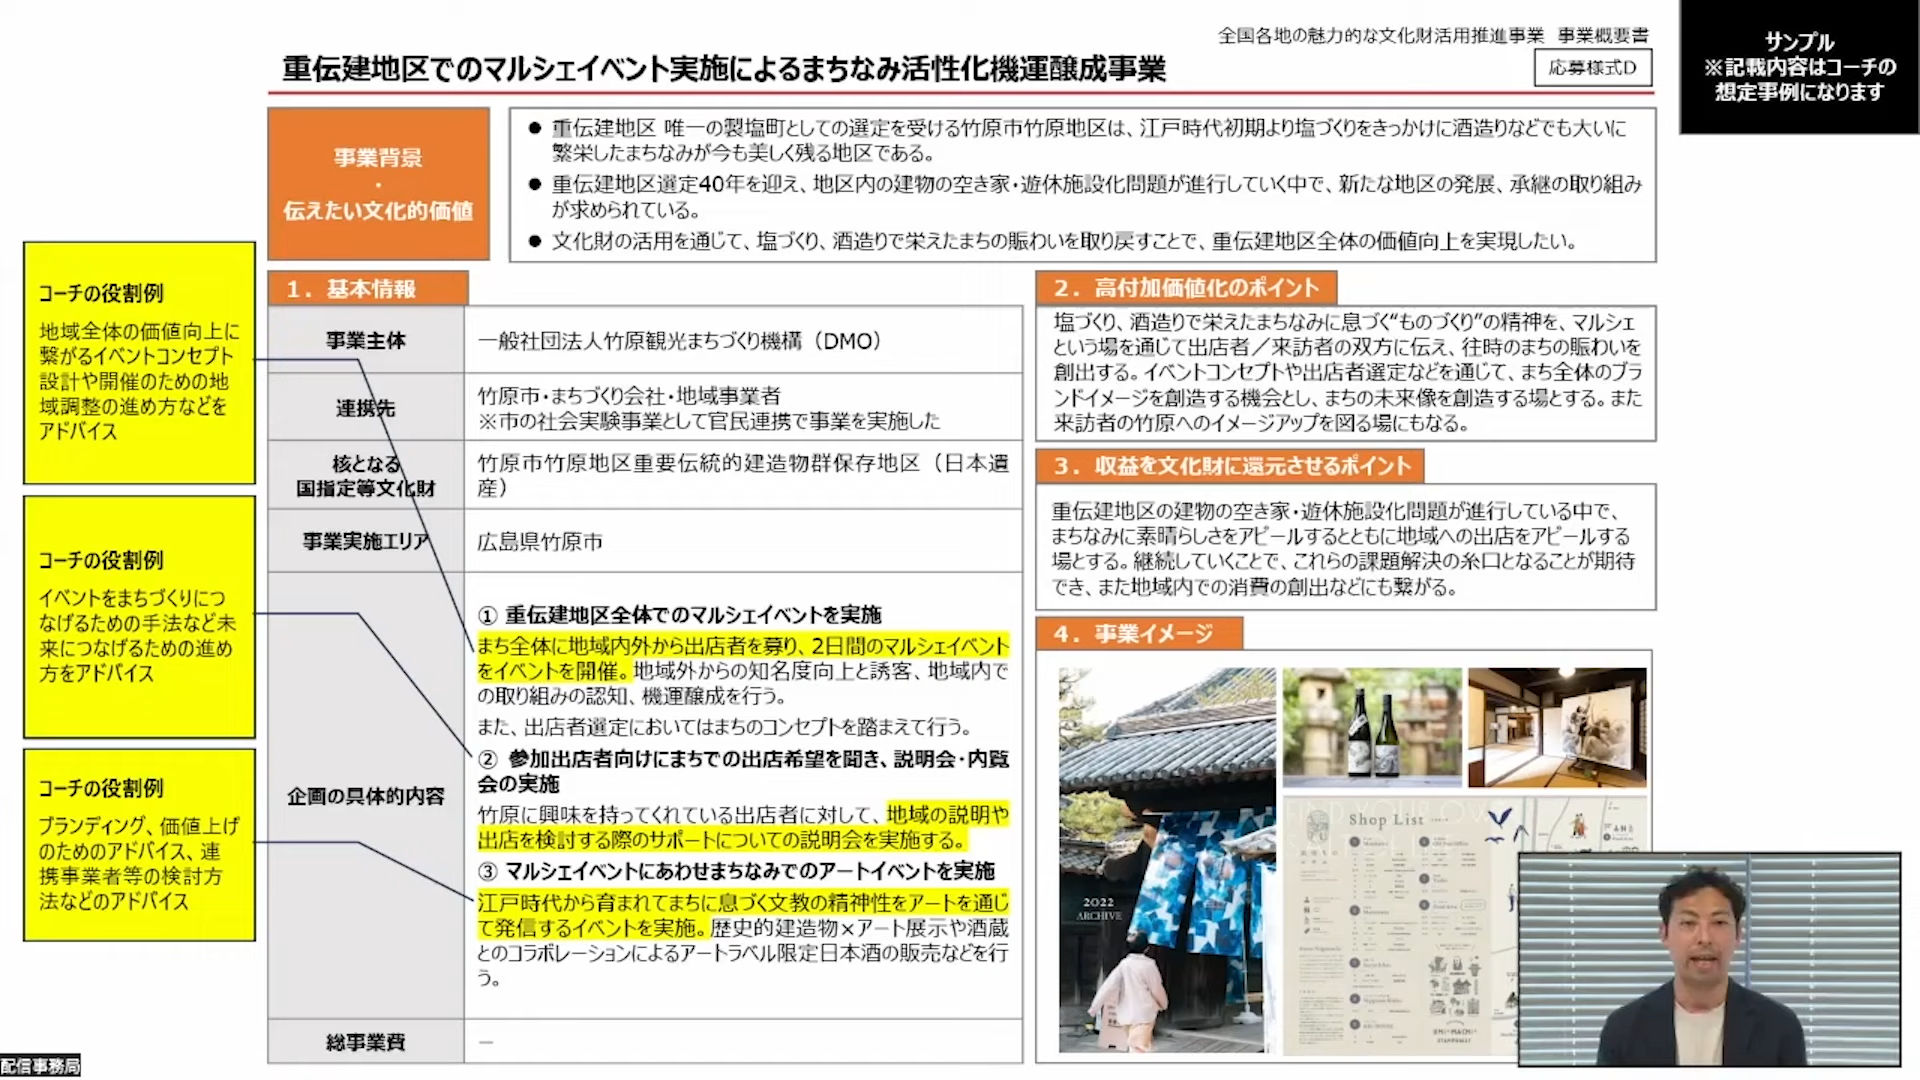 全国各地の魅力的な文化財活用推進事業 事業概要書
重伝建地区でのマルシェイベント実施によるまちなみ活性化機運醸成事業
応募様式D
サンプル
※記載内容はコーチの
想定事例になります
事業背景
・
伝えたい文化的価値
● 重伝建地区 唯一の製塩町としての選定を受ける竹原市竹原地区は、江戸時代初期より塩づくりをきっかけに酒造りなどでも大いに
繁栄したまちなみが今も美しく残る地区である。
● 重伝建地区選定40年を迎え、地区内の建物の空き家・遊休施設化問題が進行していく中で、新たな地区の発展、承継の取り組み
が求められている。
● 文化財の活用を通じて、塩づくり、酒造りで栄えたまちの賑わいを取り戻すことで、重伝建地区全体の価値向上を実現したい。
コーチの役割例
地域全体の価値向上に
繋がるイベントコンセプト
設計や開催のための地
域調整の進め方などを
アドバイス
コーチの役割例
イベントをまちづくりにつ
なげるための手法など未
来につなげるための進め
方をアドバイス
コーチの役割例
ブランディング、価値上げ
のためのアドバイス、連
携事業者等の検討方
法などのアドバイス
1．基本情報
事業主体
一般社団法人竹原観光まちづくり機構（DMO）
連携先
竹原市・まちづくり会社・地域事業者
※市の社会実験事業として官民連携で事業を実施した
核となる
国指定等文化財
竹原市竹原地区重要伝統的建造物群保存地区（日本遺
産）
事業実施エリア
広島県竹原市
企画の具体的内容
① 重伝建地区全体でのマルシェイベントを実施
まち全体に地域内外から出店者を募り、2日間のマルシェイベント
をイベントを開催。地域外からの知名度向上と誘客、地域内で
の取り組みの認知、機運醸成を行う。
また、出店者選定においてはまちのコンセプトを踏まえて行う。
② 参加出店者向けにまちでの出店希望を聞き、説明会・内覧
会の実施
竹原に興味を持ってくれている出店者に対して、地域の説明や
出店を検討する際のサポートについての説明会を実施する。
③ マルシェイベントにあわせまちなみでのアートイベントを実施
江戸時代から育まれてまちに息づく文教の精神性をアートを通じ
て発信するイベントを実施。歴史的建造物×アート展示や酒蔵
とのコラボレーションによるアートラベル限定日本酒の販売などを行
う。
総事業費
―
2．高付加価値化のポイント
塩づくり、酒造りで栄えたまちなみに息づく“ものづくり”の精神を、マルシェ
という場を通じて出店者／来訪者の双方に伝え、往時のまちの賑わいを
創出する。イベントコンセプトや出店者選定などを通じて、まち全体のブラ
ンドイメージを創造する機会とし、まちの未来像を創造する場とする。また
来訪者の竹原へのイメージアップを図る場にもなる。
3．収益を文化財に還元させるポイント
重伝建地区の建物の空き家・遊休施設化問題が進行している中で、
まちなみに素晴らしさをアピールするとともに地域への出店をアピールする
場とする。継続していくことで、これらの課題解決の糸口となることが期待
でき、また地域内での消費の創出などにも繋がる。
4．事業イメージ
2022
ARCHIVE
Shop List
配信事務局